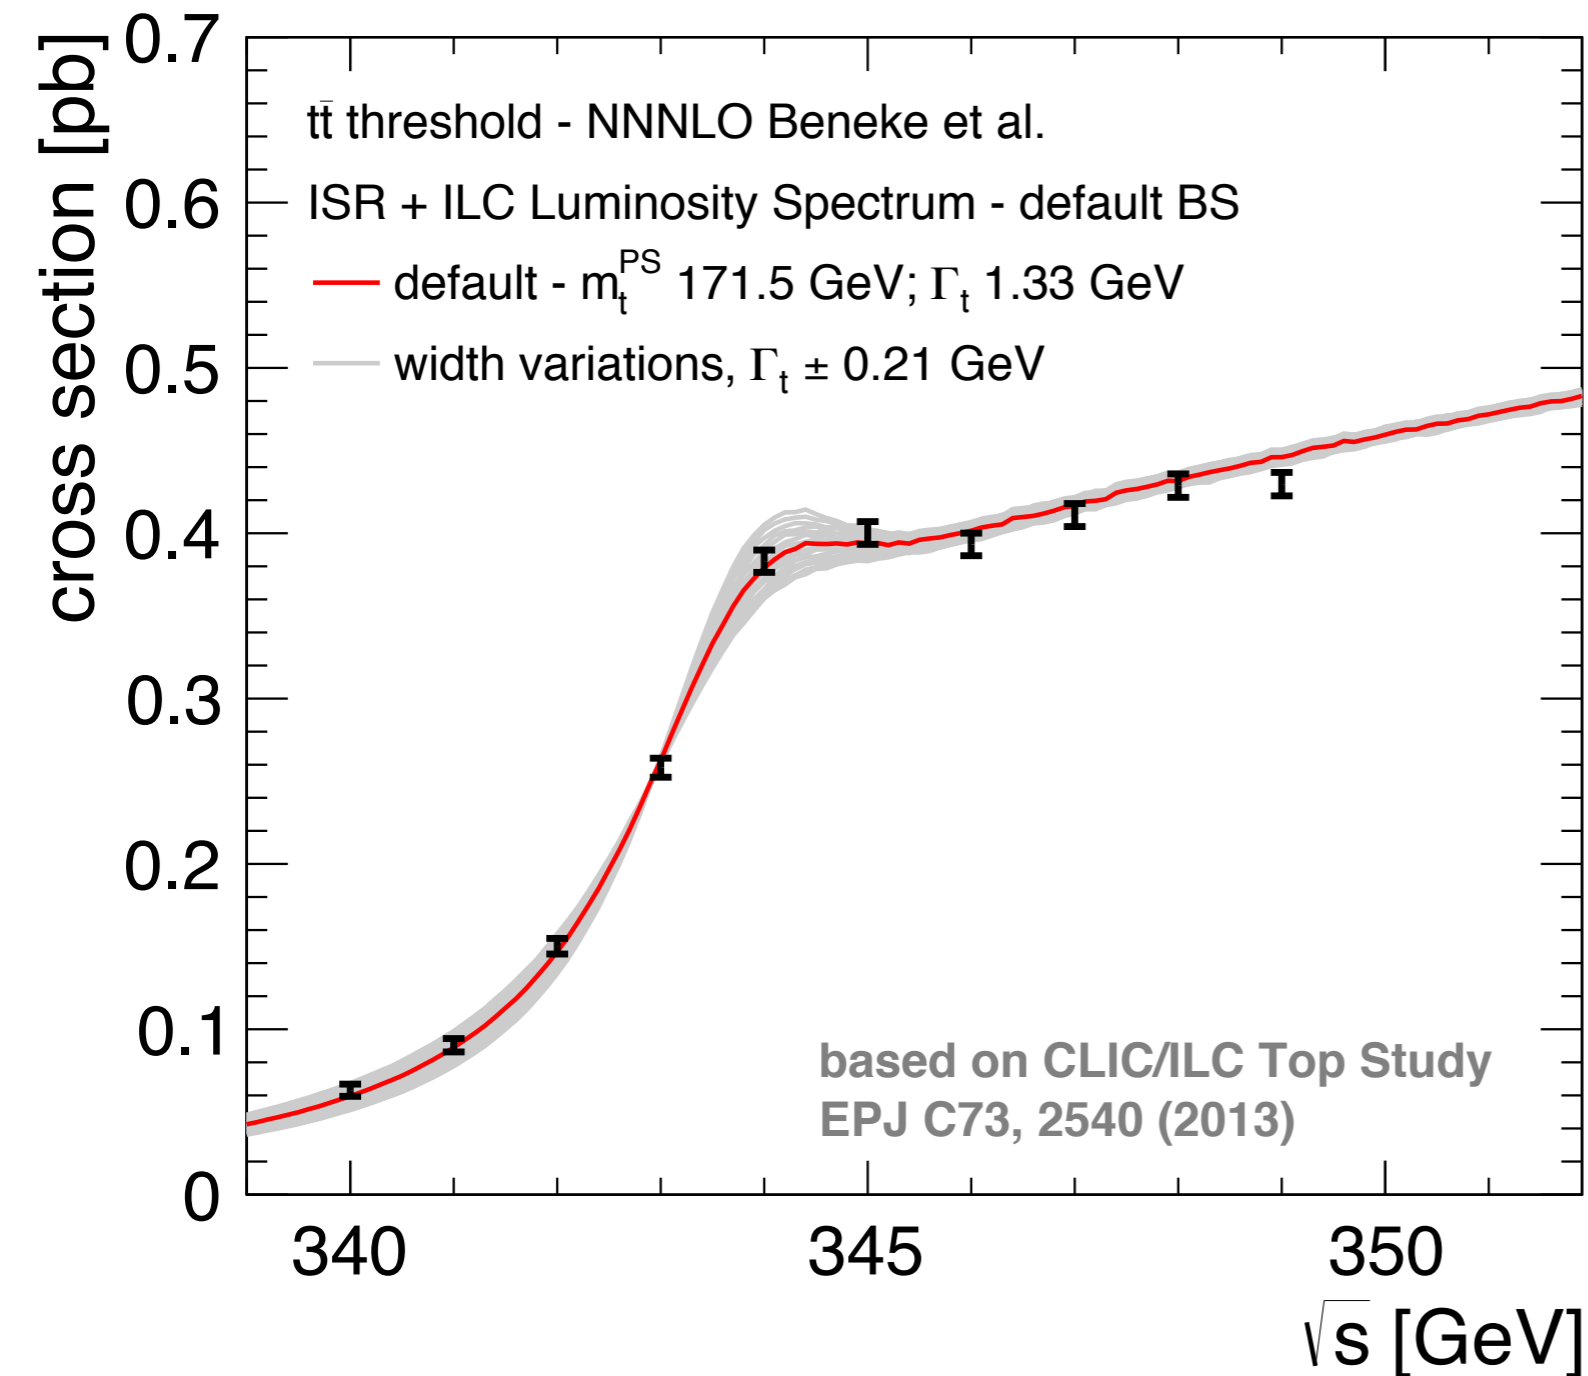 cross section [pb]
0.7
0.6
0.5
0.4
0.3
0.2
0.1
0
tt̄ threshold - NNNLO Beneke et al.
ISR + ILC Luminosity Spectrum - default BS
default - m_t^PS 171.5 GeV; Γ_t 1.33 GeV
width variations, Γ_t ± 0.21 GeV
based on CLIC/ILC Top Study
EPJ C73, 2540 (2013)
340 345 350
√s [GeV]